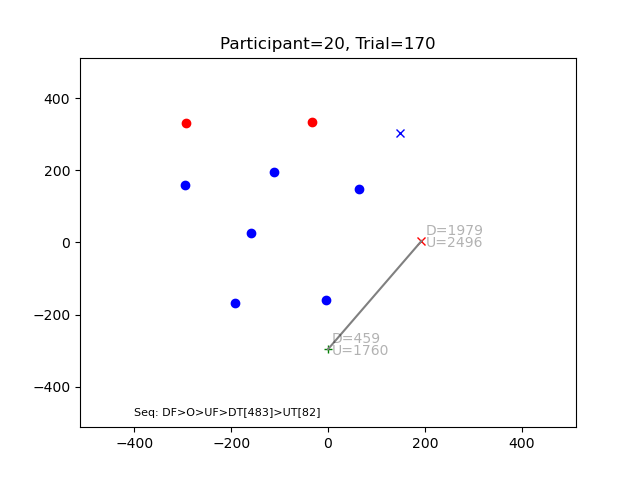 Participant=20, Trial=170
400
200
0
−200
−400
D=1979
U=2496
D=459
U=1760
Seq: DF>O>UF>DT[483]>UT[82]
−400 −200 0 200 400